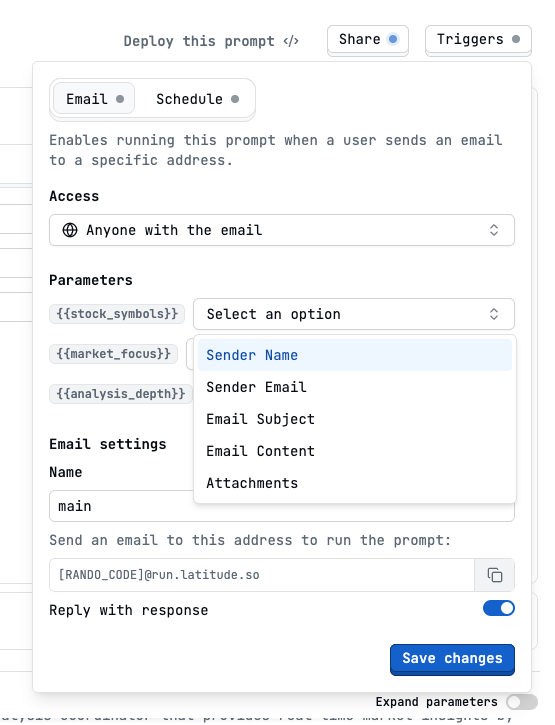 Deploy this prompt </>
Share
Triggers
Email
Schedule
Enables running this prompt when a user sends an email
to a specific address.
Access
Anyone with the email
Parameters
{{stock_symbols}}
Select an option
{{market_focus}}
Sender Name
Sender Email
{{analysis_depth}}
Email Subject
Email Content
Attachments
Email settings
Name
main
Send an email to this address to run the prompt:
[RANDO_CODE]@run.latitude.so
Reply with response
Save changes
Expand parameters